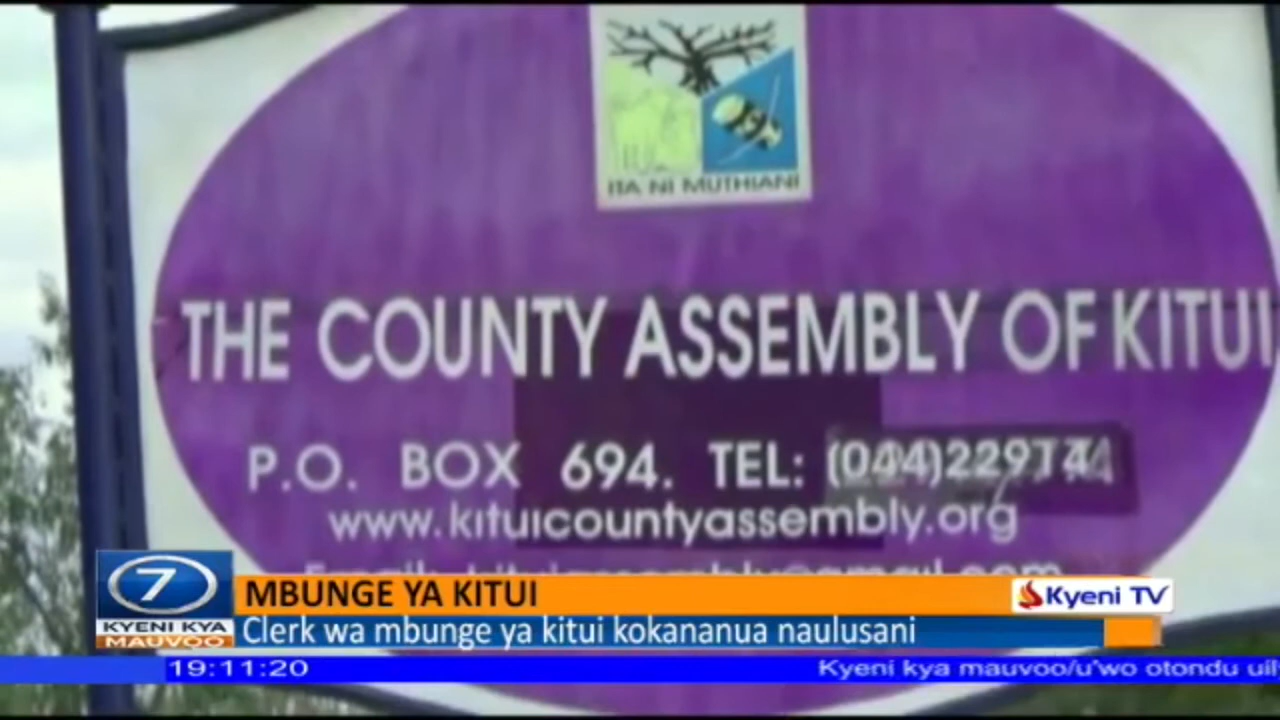 ITA NI MUTHIANI
THE COUNTY ASSEMBLY OF KITUI
P.O. BOX 694. TEL:
www.kituicountyassembly.org
7
KYENI KYA
MAUVOO
MBUNGE YA KITUI
Kyeni TV
Clerk wa mbunge ya kitui kokananua naulusani
19:11:20
Kyeni kya mauvoo/u'wo otondu